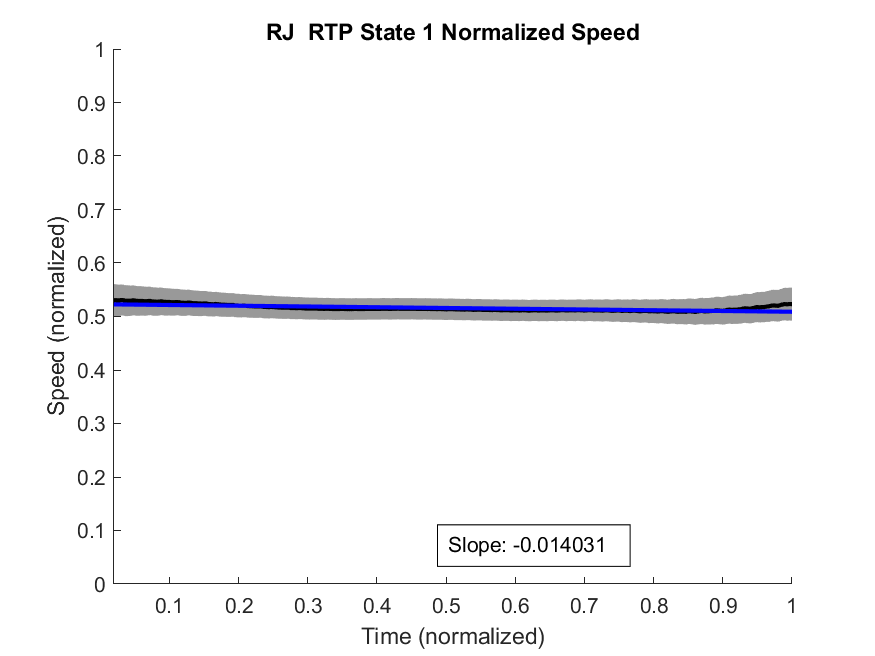 RJ  RTP State 1 Normalized Speed
1
0.9
0.8
0.7
0.6
0.5
0.4
0.3
0.2
0.1
0
Speed (normalized)
Slope: -0.014031
0.1 0.2 0.3 0.4 0.5 0.6 0.7 0.8 0.9 1
Time (normalized)